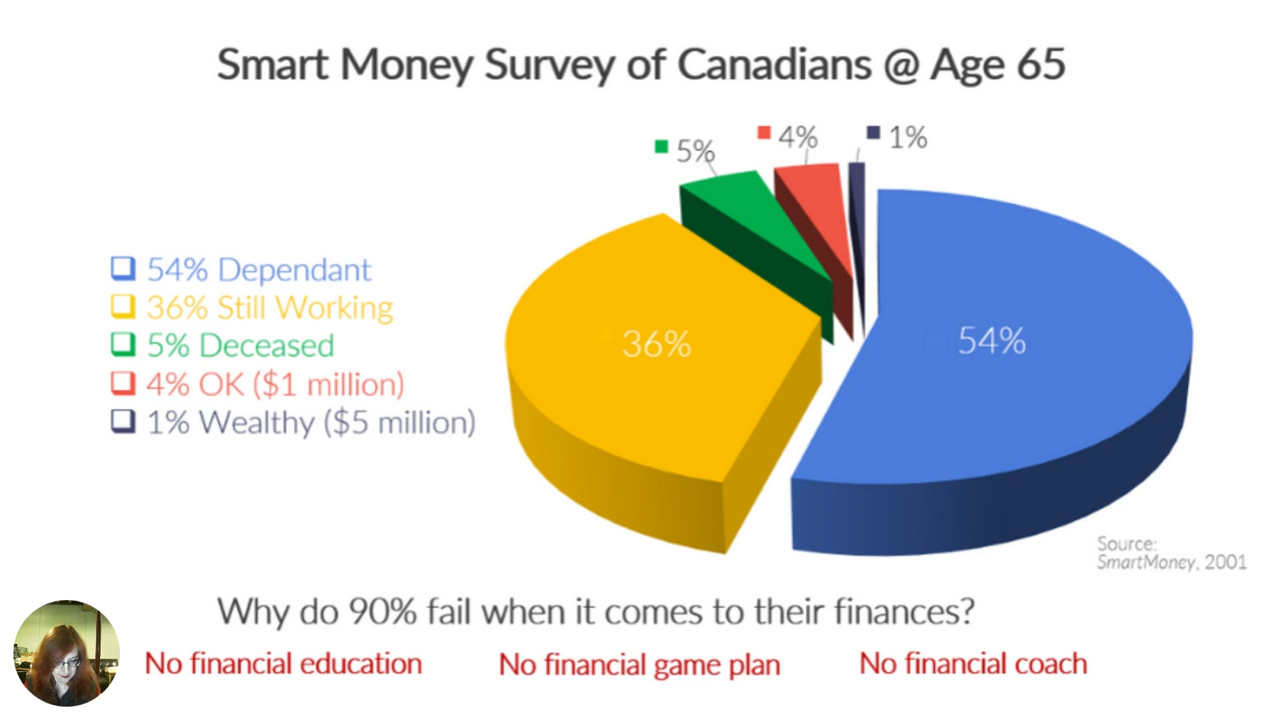 Smart Money Survey of Canadians @ Age 65
5%
4%
1%
54% Dependant
36% Still Working
5% Deceased
4% OK ($1 million)
1% Wealthy ($5 million)
36%
54%
Source:
SmartMoney, 2001
Why do 90% fail when it comes to their finances?
No financial education
No financial game plan
No financial coach